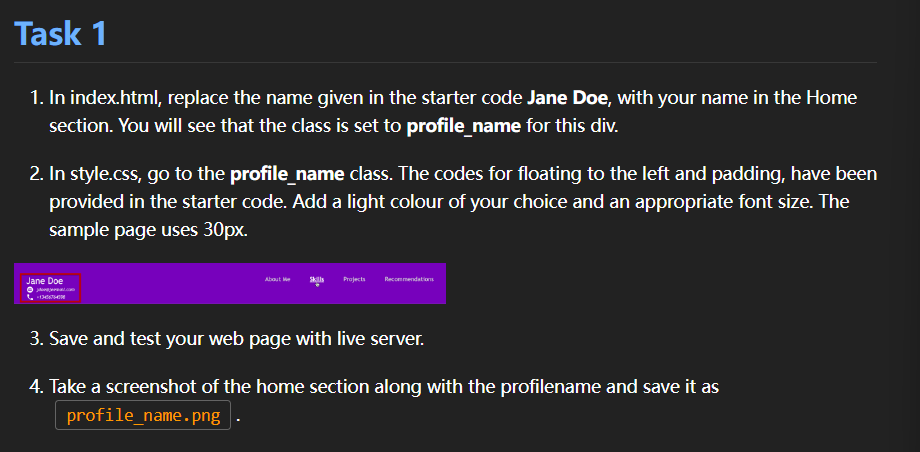 Task 1
1. In index.html, replace the name given in the starter code Jane Doe, with your name in the Home
section. You will see that the class is set to profile_name for this div.
2. In style.css, go to the profile_name class. The codes for floating to the left and padding, have been
provided in the starter code. Add a light colour of your choice and an appropriate font size. The
sample page uses 30px.
Jane Doe
About Me Skills Projects Recommendations
3. Save and test your web page with live server.
4. Take a screenshot of the home section along with the profilename and save it as
profile_name.png .